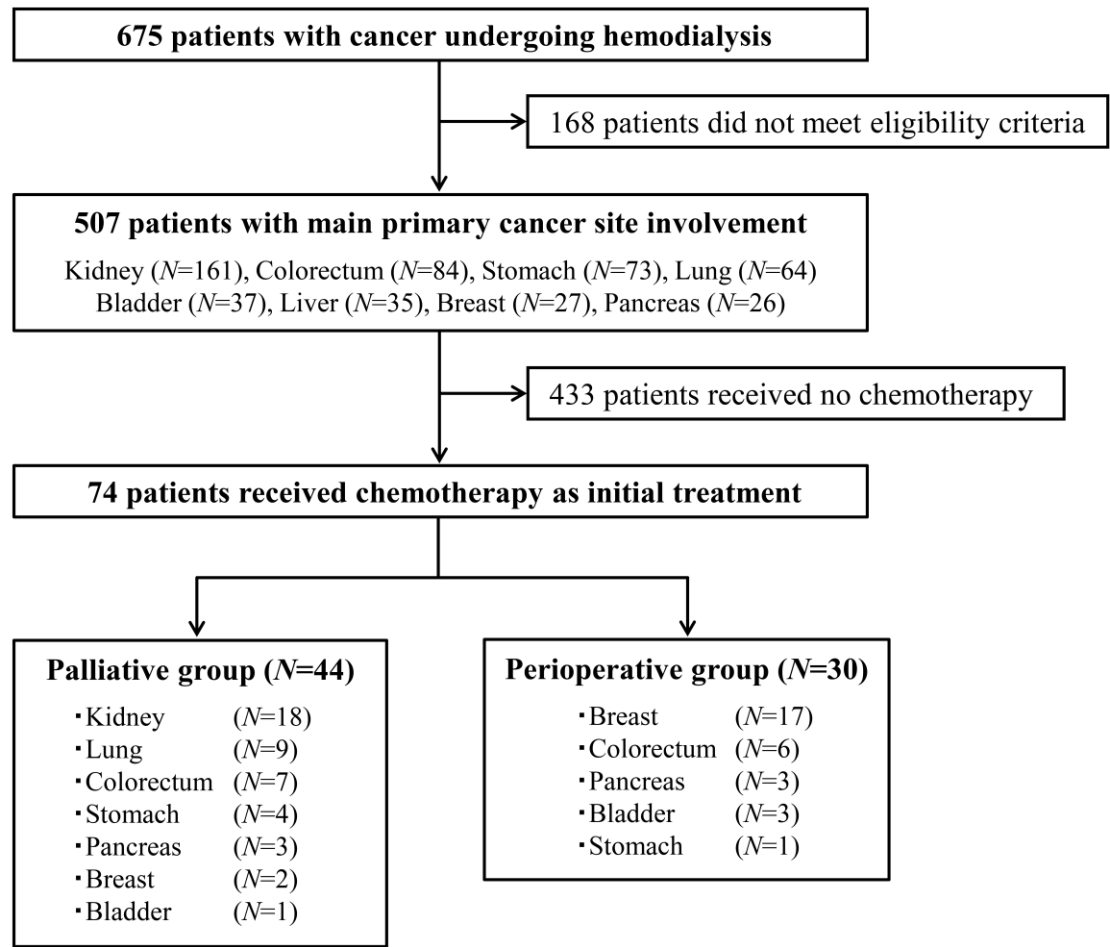 675 patients with cancer undergoing hemodialysis
168 patients did not meet eligibility criteria
507 patients with main primary cancer site involvement
Kidney (N=161), Colorectum (N=84), Stomach (N=73), Lung (N=64)
Bladder (N=37), Liver (N=35), Breast (N=27), Pancreas (N=26)
433 patients received no chemotherapy
74 patients received chemotherapy as initial treatment
Palliative group (N=44)
・Kidney (N=18)
・Lung (N=9)
・Colorectum (N=7)
・Stomach (N=4)
・Pancreas (N=3)
・Breast (N=2)
・Bladder (N=1)
Perioperative group (N=30)
・Breast (N=17)
・Colorectum (N=6)
・Pancreas (N=3)
・Bladder (N=3)
・Stomach (N=1)